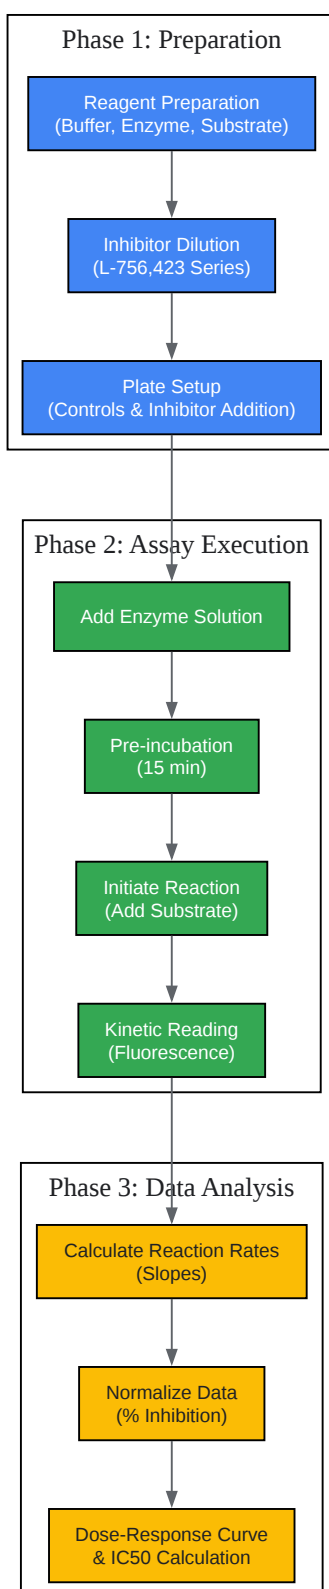 Phase 1: Preparation
Reagent Preparation
(Buffer, Enzyme, Substrate)
Inhibitor Dilution
(L-756,423 Series)
Plate Setup
(Controls & Inhibitor Addition)
Phase 2: Assay Execution
Add Enzyme Solution
Pre-incubation
(15 min)
Initiate Reaction
(Add Substrate)
Kinetic Reading
(Fluorescence)
Phase 3: Data Analysis
Calculate Reaction Rates
(Slopes)
Normalize Data
(% Inhibition)
Dose-Response Curve
& IC50 Calculation